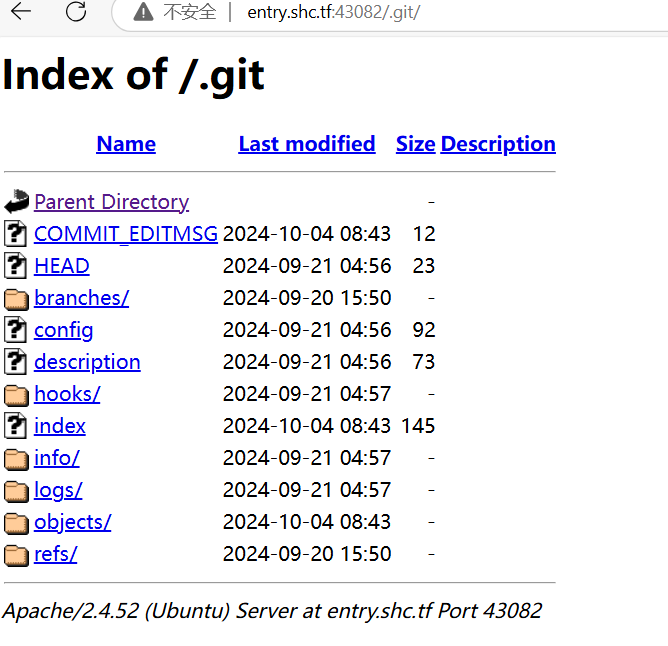 不安全 | entry.shc.tf:43082/.git/
Index of /.git
Name Last modified Size Description
Parent Directory -
COMMIT_EDITMSG 2024-10-04 08:43 12
HEAD 2024-09-21 04:56 23
branches/ 2024-09-20 15:50 -
config 2024-09-21 04:56 92
description 2024-09-21 04:56 73
hooks/ 2024-09-21 04:57 -
index 2024-10-04 08:43 145
info/ 2024-09-21 04:57 -
logs/ 2024-09-21 04:57 -
objects/ 2024-10-04 08:43 -
refs/ 2024-09-20 15:50 -
Apache/2.4.52 (Ubuntu) Server at entry.shc.tf Port 43082